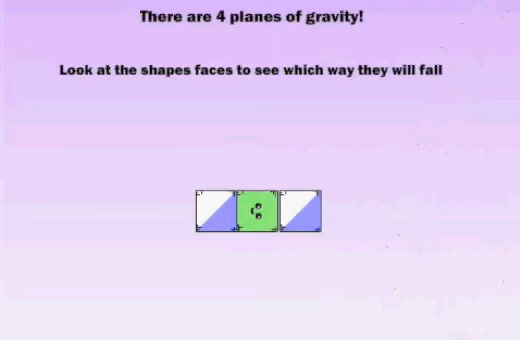 There are 4 planes of gravity!
Look at the shapes faces to see which way they will fall